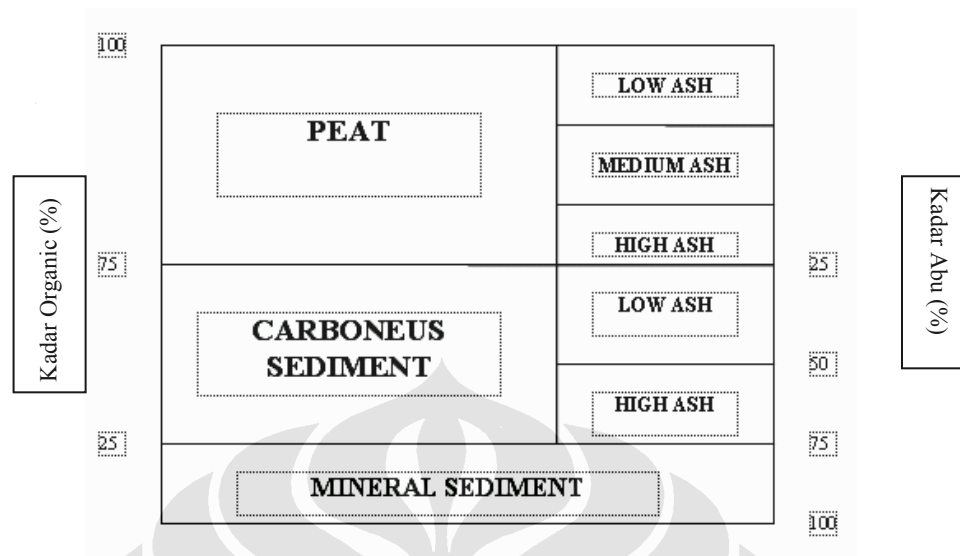 100
LOW ASH
PEAT
MEDIUM ASH
HIGH ASH
75
25
Kadar Organic (%)
Kadar Abu (%)
LOW ASH
CARBONEUS
SEDIMENT
50
HIGH ASH
25
75
MINERAL SEDIMENT
100